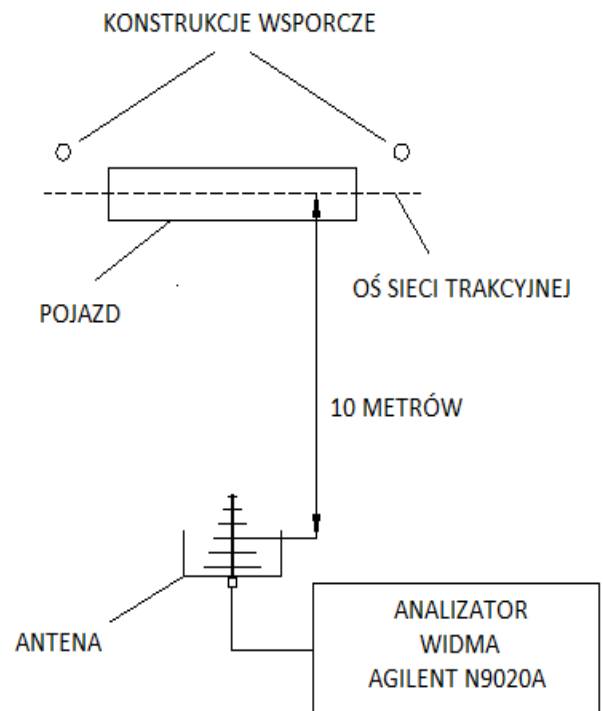 KONSTRUKCJE WSPORCZE
POJAZD
OŚ SIECI TRAKCYJNEJ
10 METRÓW
ANTENA
ANALIZATOR
WIDMA
AGILENT N9020A